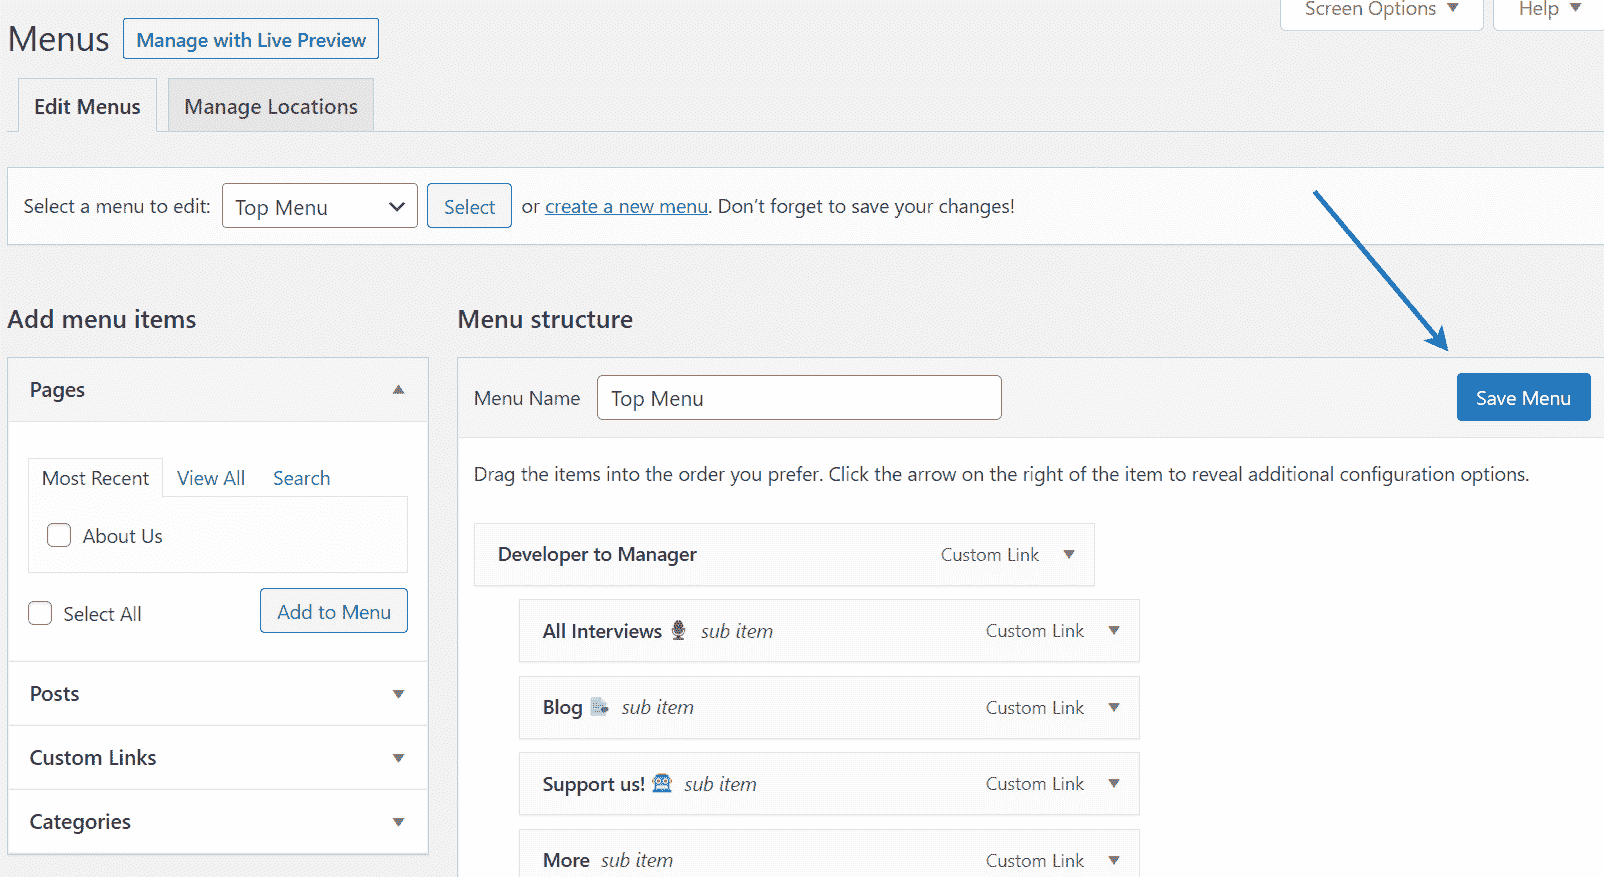 Screen Options
Help
Menus
Manage with Live Preview
Edit Menus
Manage Locations
Select a menu to edit: Top Menu Select or create a new menu. Don’t forget to save your changes!
Add menu items
Pages
Most Recent View All Search
About Us
Select All
Add to Menu
Posts
Custom Links
Categories
Menu structure
Menu Name Top Menu
Save Menu
Drag the items into the order you prefer. Click the arrow on the right of the item to reveal additional configuration options.
Developer to Manager Custom Link
All Interviews 🎙 sub item Custom Link
Blog sub item Custom Link
Support us! sub item Custom Link
More sub item Custom Link